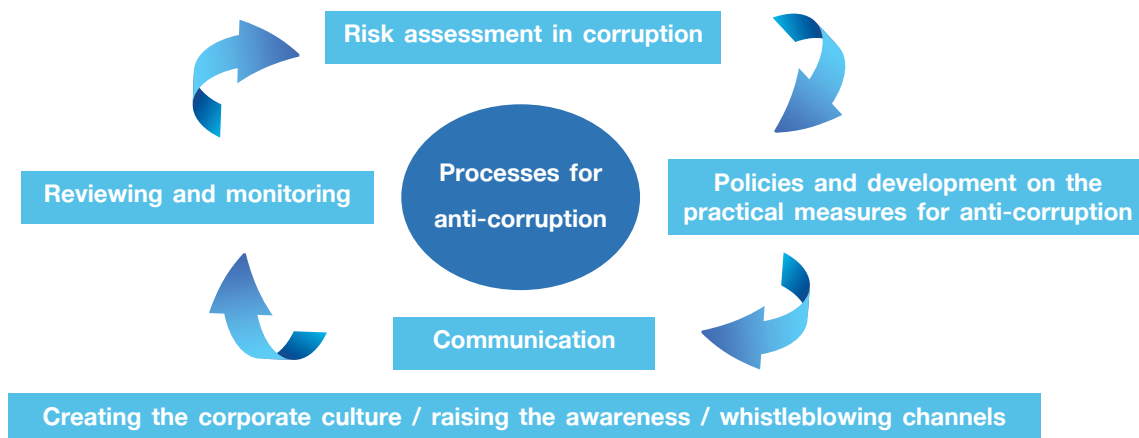 Risk assessment in corruption
Processes for
anti-corruption
Reviewing and monitoring
Policies and development on the
practical measures for anti-corruption
Communication
Creating the corporate culture / raising the awareness / whistleblowing channels